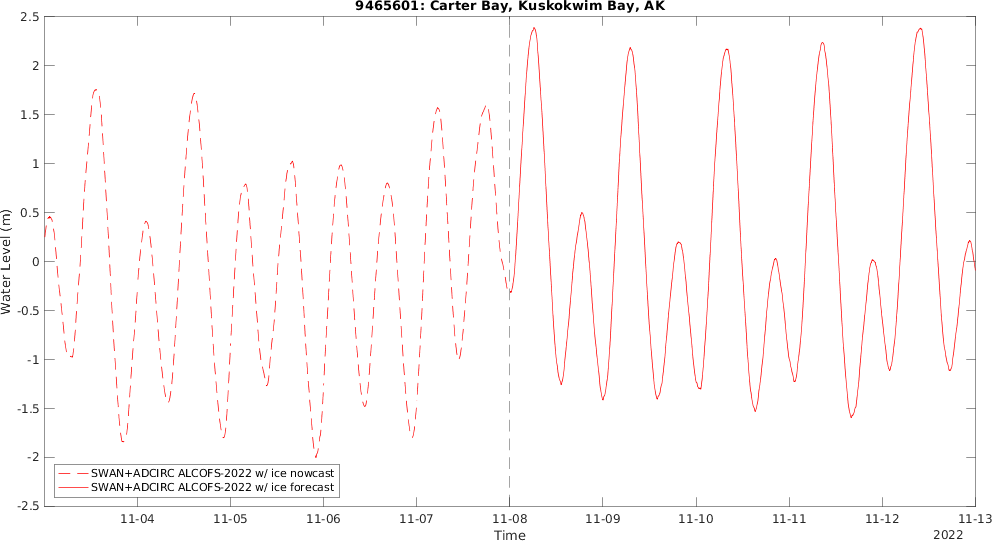 9465601: Carter Bay, Kuskokwim Bay, AK
2.5
2
1.5
1
0.5
0
-0.5
-1
-1.5
-2
-2.5
Water Level (m)
SWAN+ADCIRC ALCOFS-2022 w/ ice nowcast
SWAN+ADCIRC ALCOFS-2022 w/ ice forecast
11-04 11-05 11-06 11-07 11-08 11-09 11-10 11-11 11-12 11-13
Time
2022